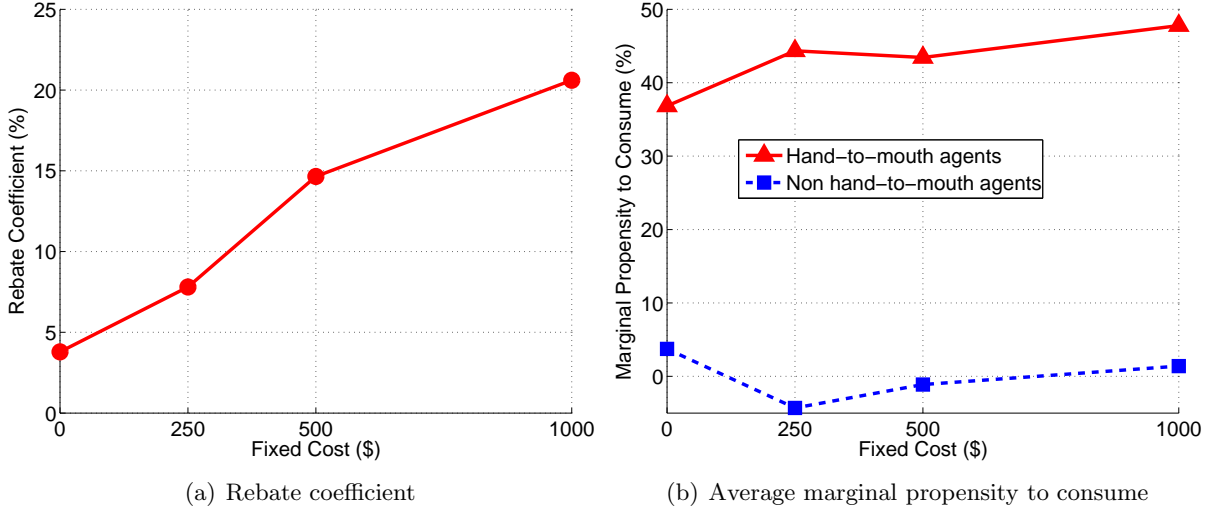 25
20
15
10
5
0
Rebate Coefficient (%)
0
250
500
1000
Fixed Cost ($)
(a) Rebate coefficient
50
40
30
20
10
0
Marginal Propensity to Consume (%)
Hand−to−mouth agents
Non hand−to−mouth agents
0
250
500
1000
Fixed Cost ($)
(b) Average marginal propensity to consume